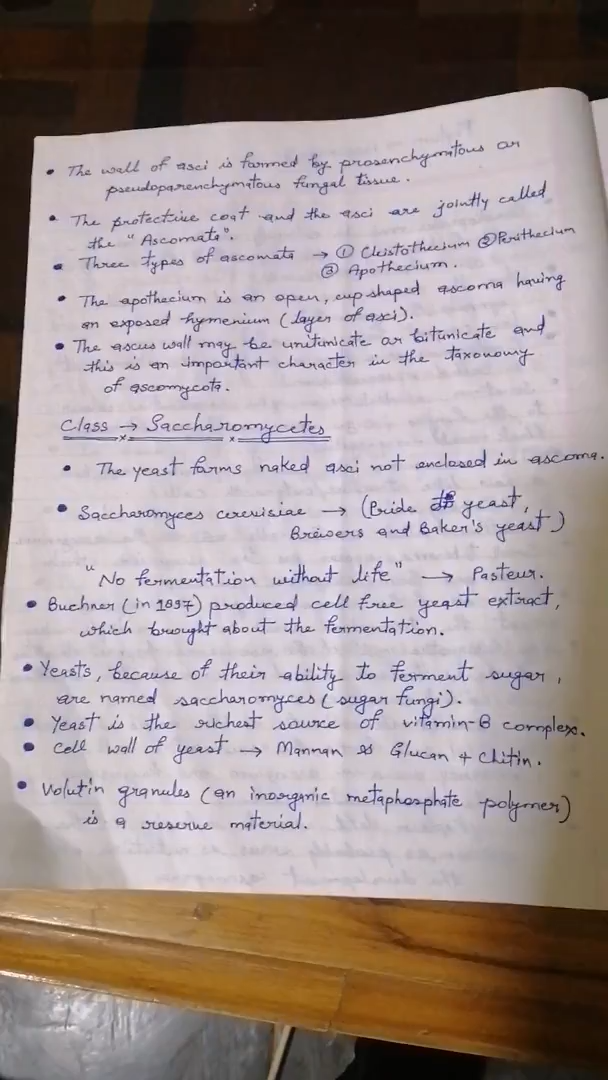 • The wall of asci is formed by prosenchymatous or
pseudoparenchymatous fungal tissue.
• The protective coat and the asci are jointly called
the "Ascomata".
• Three types of ascomata → ① Cleistothecium ② Perithecium
③ Apothecium.
• The apothecium is an open, cup shaped ascoma having
an exposed hymenium (layer of asci).
• The ascus wall may be unitunicate or bitunicate and
this is an important character in the taxonomy
of ascomycota.
Class → Saccharomycetes
• The yeast forms naked asci not enclosed in ascoma.
• Saccharomyces cerevisiae → (Bride yeast,
Brewers and Baker's yeast)
"No fermentation without life" → Pasteur.
• Buchner (in 1897) produced cell free yeast extract,
which brought about the fermentation.
• Yeasts, because of their ability to ferment sugar,
are named saccharomyces (sugar fungi).
• Yeast is the richest source of vitamin-B complex.
• Cell wall of yeast → Mannan Glucan + Chitin.
• Volutin granules (an inorganic metaphosphate polymer)
is a reserve material.